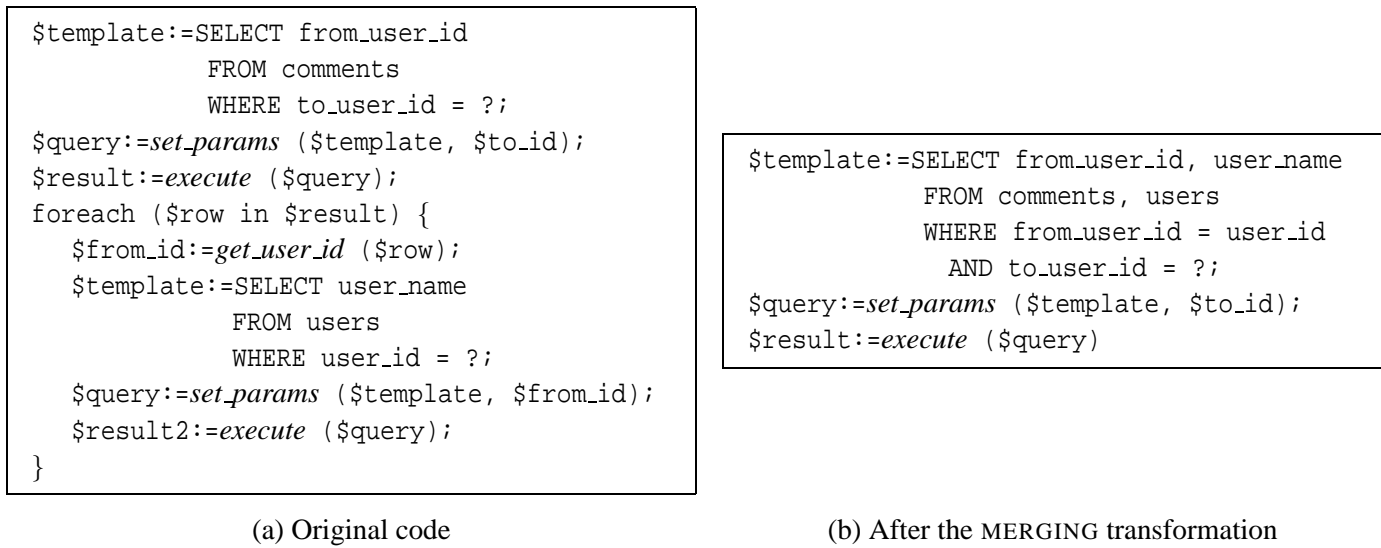 $template:=SELECT from_user_id
FROM comments
WHERE to_user_id = ?;
$query:=set_params ($template, $to_id);
$result:=execute ($query);
foreach ($row in $result) {
$from_id:=get_user_id ($row);
$template:=SELECT user_name
FROM users
WHERE user_id = ?;
$query:=set_params ($template, $from_id);
$result2:=execute ($query);
}
(a) Original code
$template:=SELECT from_user_id, user_name
FROM comments, users
WHERE from_user_id = user_id
AND to_user_id = ?;
$query:=set_params ($template, $to_id);
$result:=execute ($query)
(b) After the MERGING transformation